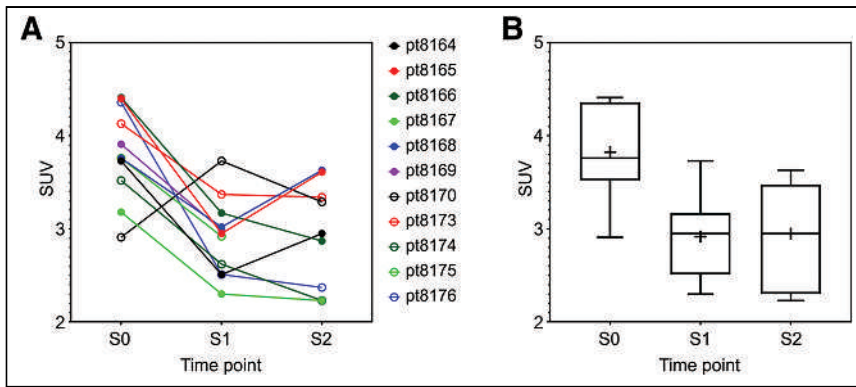 A
SUV
5
4
3
2
S0 S1 S2
Time point
pt8164
pt8165
pt8166
pt8167
pt8168
pt8169
pt8170
pt8173
pt8174
pt8175
pt8176
B
SUV
5
4
3
2
S0 S1 S2
Time point